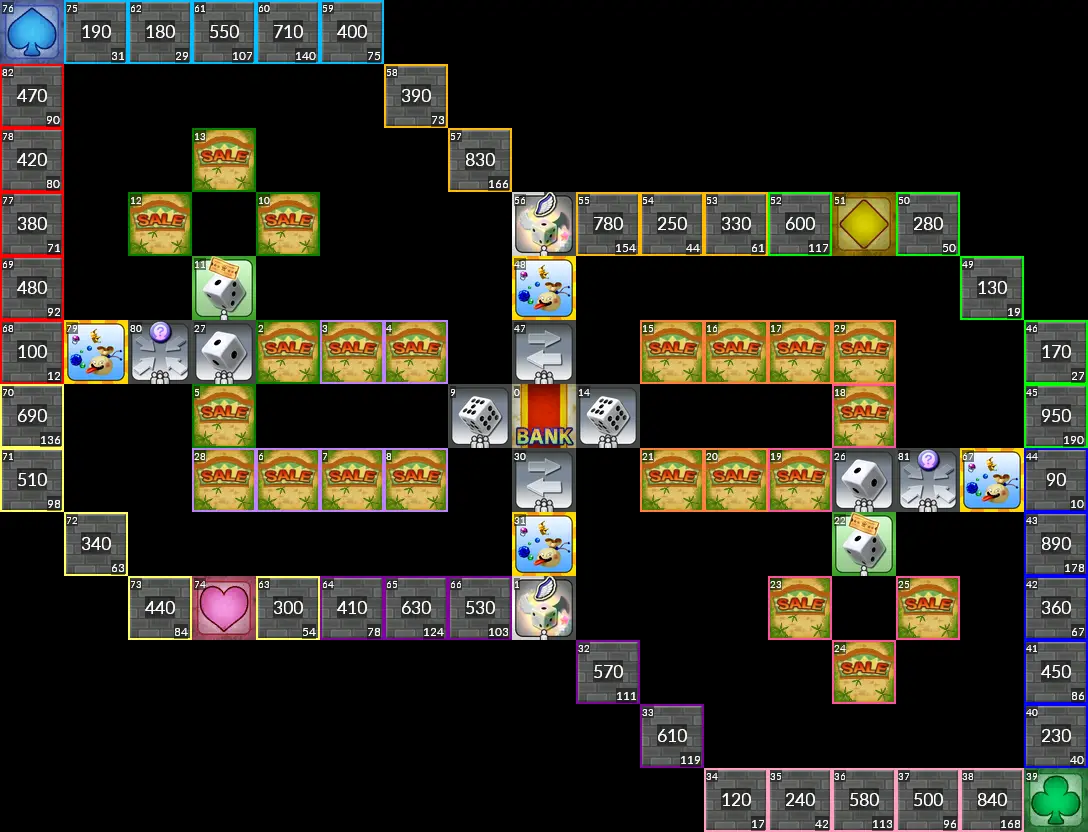 76 75 190 31 62 180 29 61 550 107 60 710 140 59 400 75
82 470 90 58 390 73
78 420 80 13 SALE 57 830 166
77 380 71 12 SALE 10 SALE 56 55 780 154 54 250 44 53 330 61 52 600 117 51 50 280 50
69 480 92 11 48 49 130 19
68 100 12 79 80 ? 27 2 SALE 3 SALE 4 SALE 47 15 SALE 16 SALE 17 SALE 29 SALE 46 170 27
70 690 136 5 SALE 9 0 BANK 14 18 SALE 45 950 190
71 510 98 28 SALE 6 SALE 7 SALE 8 SALE 30 21 SALE 20 SALE 19 SALE 26 81 ? 67 44 90 10
72 340 63 31 22 43 890 178
73 440 84 74 63 300 54 64 410 78 65 630 124 66 530 103 1 23 SALE 25 SALE 42 360 67
32 570 111 24 SALE 41 450 86
33 610 119 40 230 40
34 120 17 35 240 42 36 580 113 37 500 96 38 840 168 39